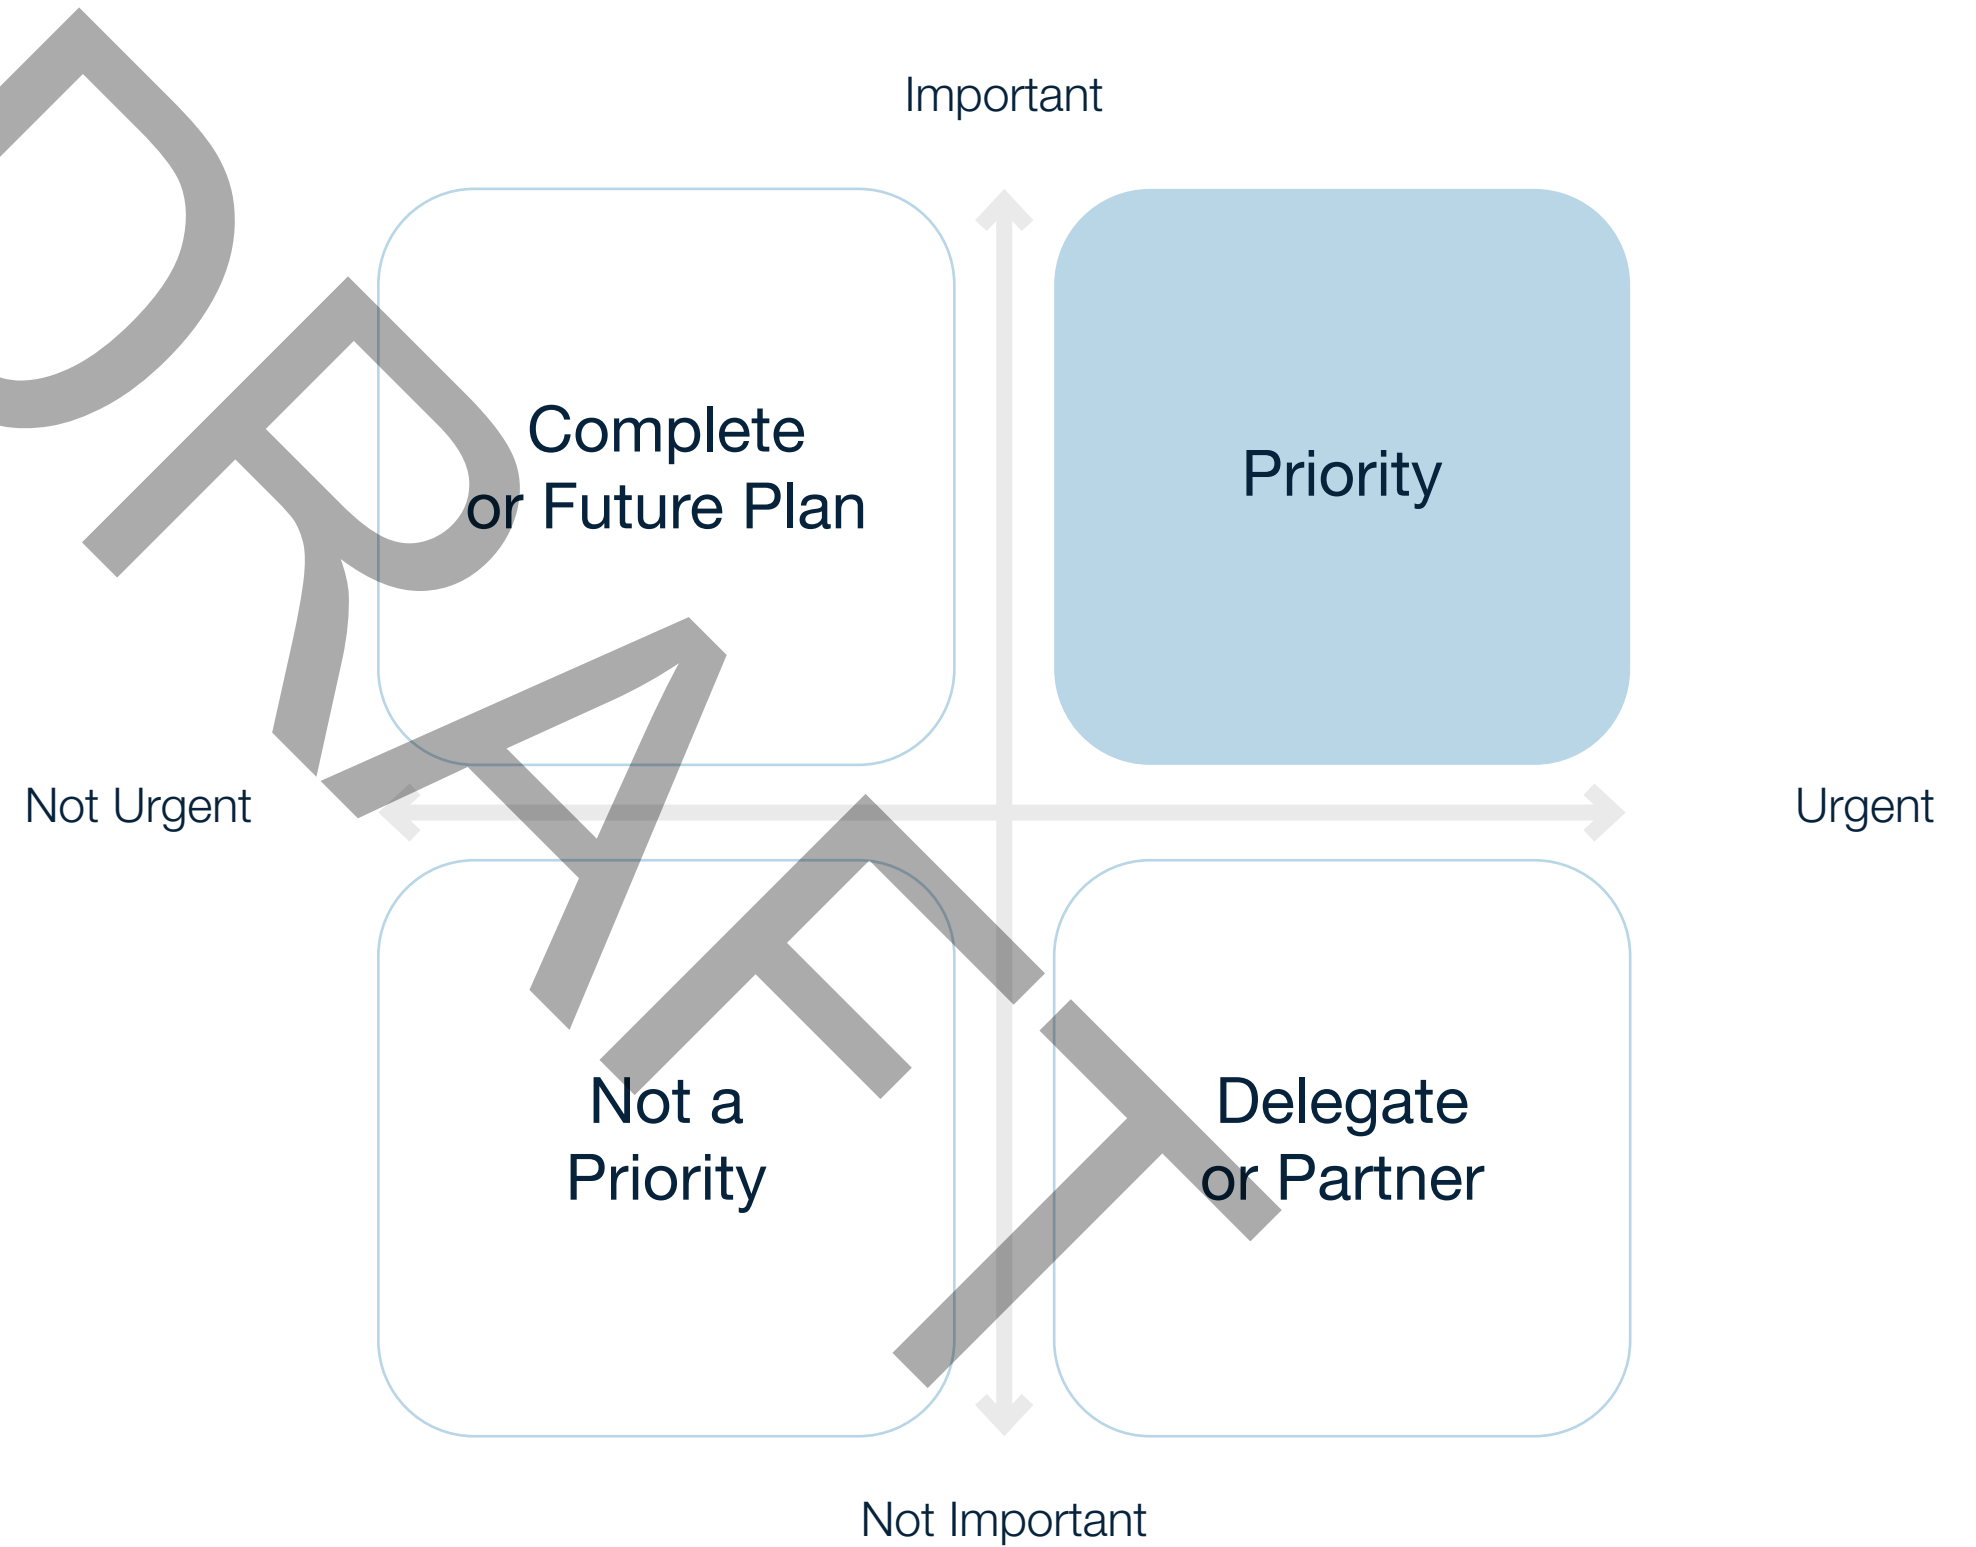 Important
Complete
or Future Plan
Priority
Not Urgent
Urgent
Not a
Priority
Delegate
or Partner
Not Important
DRAFT